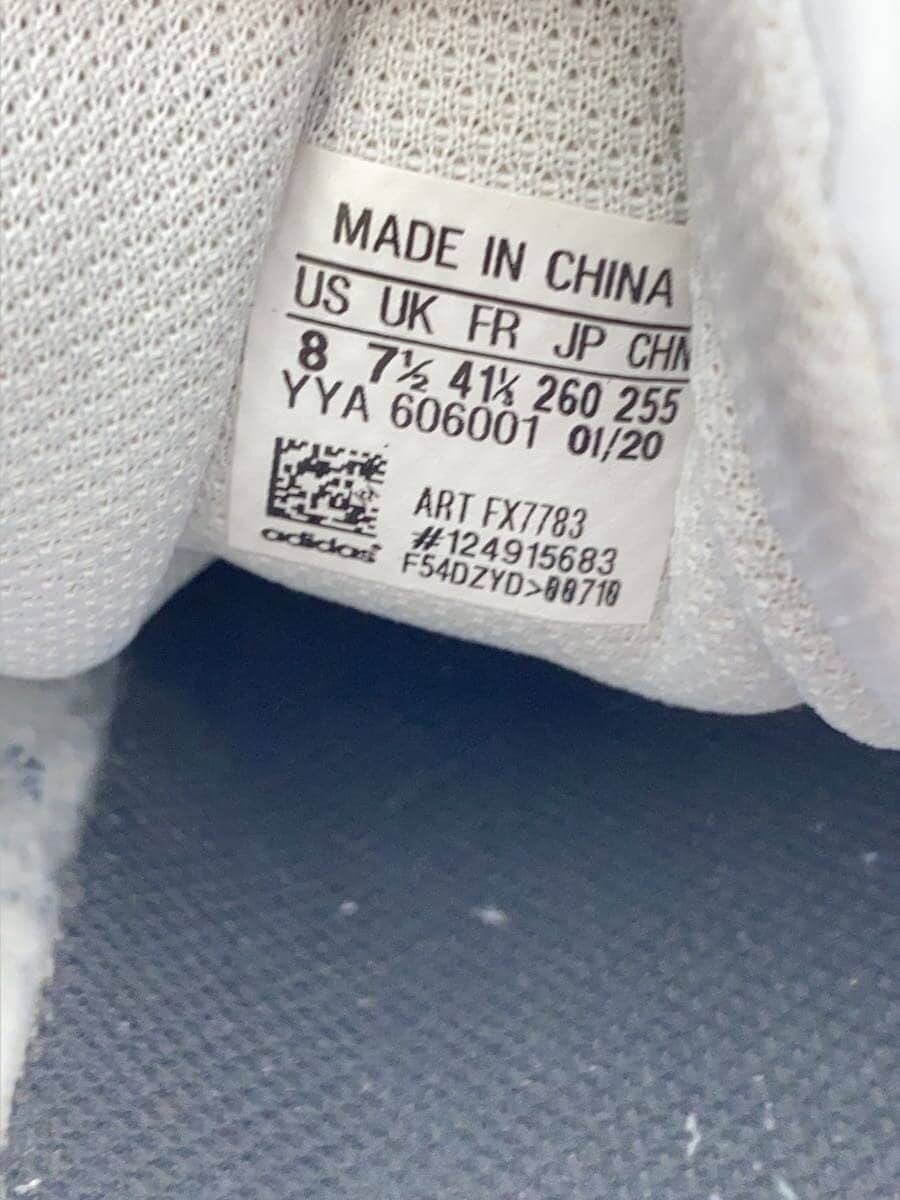 MADE IN CHINA
US UK FR JP CHN
8 7½ 41⅓ 260 255
YYA 606001 01/20
ART FX7783
#124915683
F54DZYD>00710
adidas